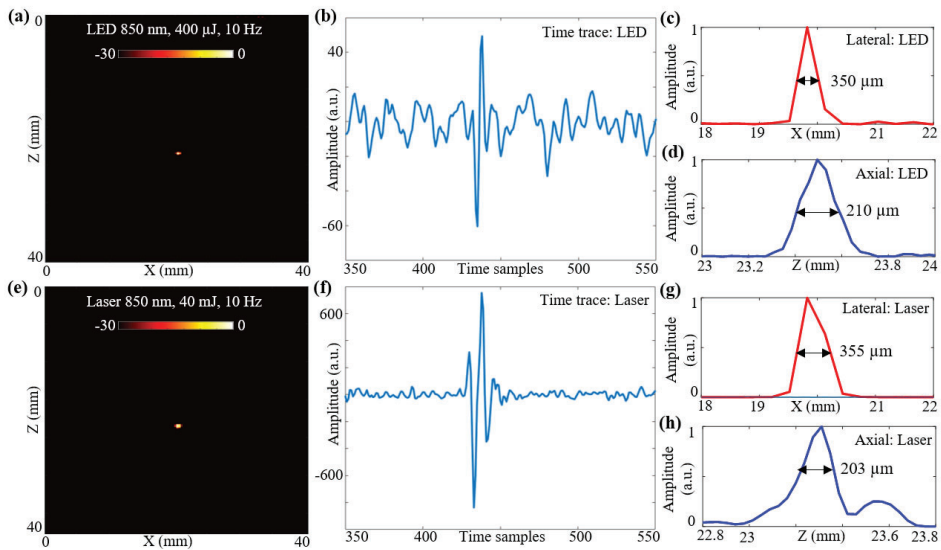 (a)
0
LED 850 nm, 400 µJ, 10 Hz
-30
0
Z (mm)
40
0
X (mm)
40
(b)
Time trace: LED
40
Amplitude (a.u.)
-60
350
400
450
Time samples
500
550
(c)
Lateral: LED
1
350 µm
Amplitude
(a.u.)
0
18
19
X (mm)
21
22
(d)
Axial: LED
1
210 µm
Amplitude
(a.u.)
0
23
23.2
Z (mm)
23.8
24
(e)
0
Laser 850 nm, 40 mJ, 10 Hz
-30
0
Z (mm)
40
0
X (mm)
40
(f)
Time trace: Laser
600
Amplitude (a.u.)
-600
350
400
450
Time samples
500
550
(g)
Lateral: Laser
1
355 µm
Amplitude
(a.u.)
0
18
19
X (mm)
21
22
(h)
Axial: Laser
1
203 µm
Amplitude
(a.u.)
0
22.8
23
Z (mm)
23.6
23.8